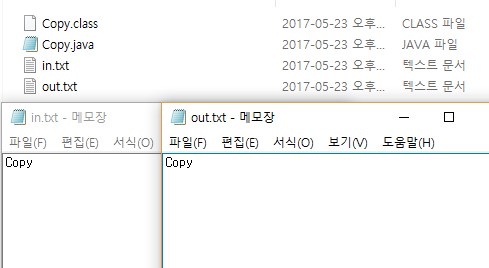 Copy.class 2017-05-23 오후... CLASS 파일
Copy.java 2017-05-23 오후... JAVA 파일
in.txt 2017-05-23 오후... 텍스트 문서
out.txt 2017-05-23 오후... 텍스트 문서
in.txt - 메모장
파일(F) 편집(E) 서식(O)
Copy
out.txt - 메모장
파일(F) 편집(E) 서식(O) 보기(V) 도움말(H)
Copy